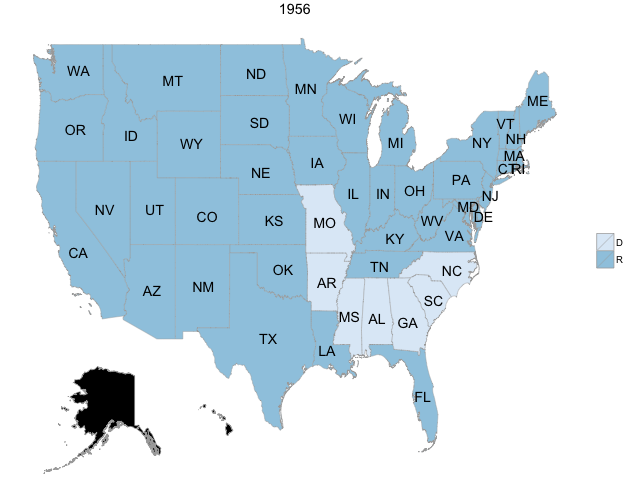 1956
WA
MT
ND
MN
ME
OR
ID
WY
SD
WI
MI
NY
VT
NH
MA
CT
RI
NV
UT
CO
NE
IA
IL
IN
OH
PA
NJ
MD
DE
WV
VA
CA
AZ
NM
KS
OK
MO
KY
TN
NC
AR
SC
TX
LA
MS
AL
GA
FL
D
R